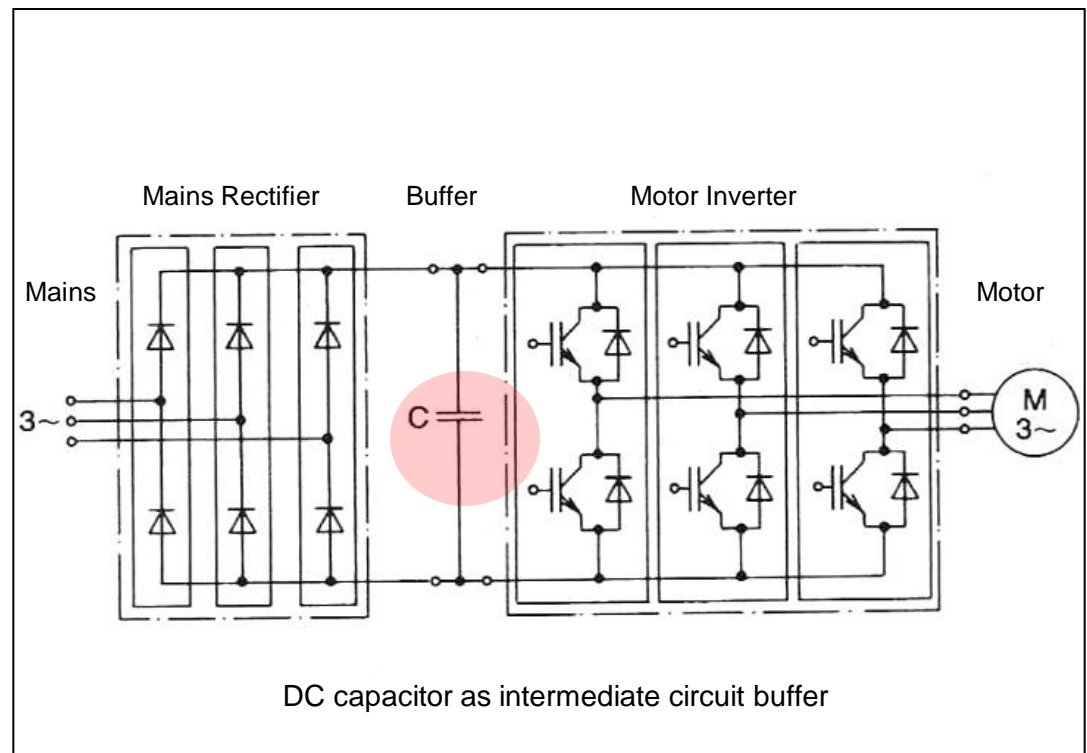 Mains Rectifier
Buffer
Motor Inverter
Mains
Motor
3~
C
M
3~
DC capacitor as intermediate circuit buffer